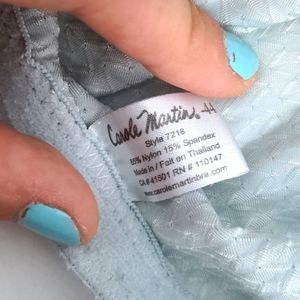 Carole Martin 44
Style 7218
85% Nylon 15% Spandex
Made in / Fait en Thailand
CA # 41501 RN # 110147
www.carolemartinbra.com